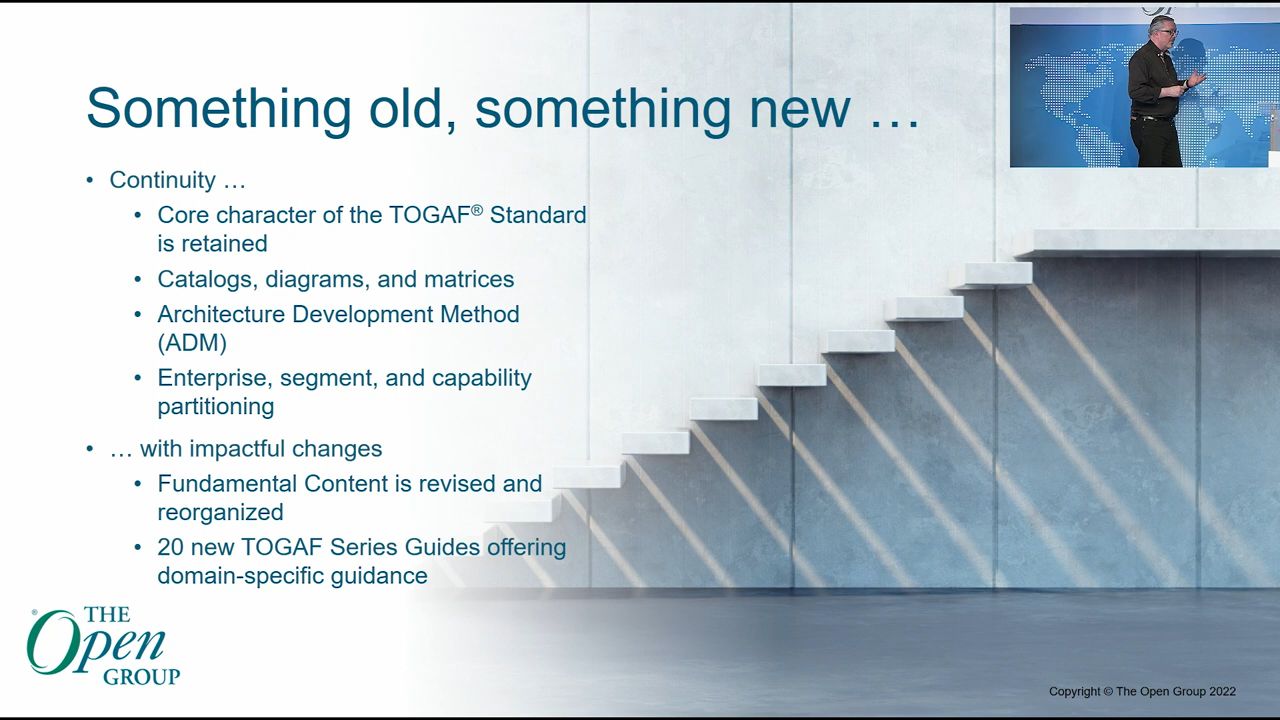 Something old, something new …
• Continuity …
• Core character of the TOGAF® Standard
is retained
• Catalogs, diagrams, and matrices
• Architecture Development Method
(ADM)
• Enterprise, segment, and capability
partitioning
• … with impactful changes
• Fundamental Content is revised and
reorganized
• 20 new TOGAF Series Guides offering
domain-specific guidance
® THE
Open
GROUP
Copyright © The Open Group 2022